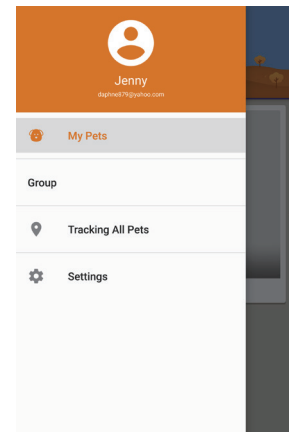 Jenny
daphne879@yahoo.com
My Pets
Group
Tracking All Pets
Settings